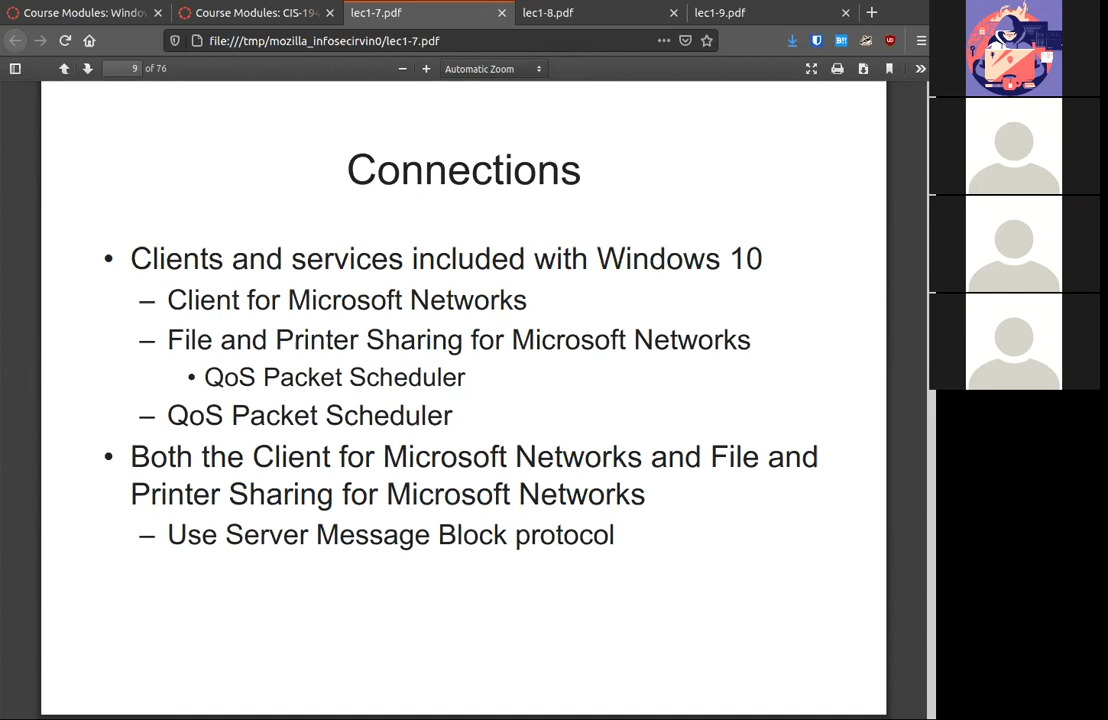 Course Modules: Windo
Course Modules: CIS-194
lec1-7.pdf
lec1-8.pdf
lec1-9.pdf
file:///tmp/mozilla_infosecirvin0/lec1-7.pdf
9 of 76
Automatic Zoom
Connections
• Clients and services included with Windows 10
– Client for Microsoft Networks
– File and Printer Sharing for Microsoft Networks
• QoS Packet Scheduler
– QoS Packet Scheduler
• Both the Client for Microsoft Networks and File and
Printer Sharing for Microsoft Networks
– Use Server Message Block protocol